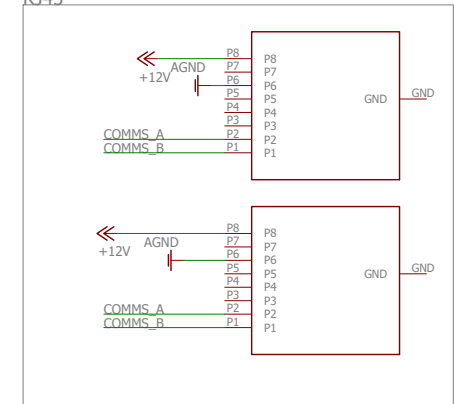 RJ45
P8 P8
+12V AGND P7 P7
P6 P6
P5 P5 GND GND
P4 P4
P3 P3
COMMS_A P2 P2
COMMS_B P1 P1
P8 P8
+12V AGND P7 P7
P6 P6
P5 P5 GND GND
P4 P4
P3 P3
COMMS_A P2 P2
COMMS_B P1 P1